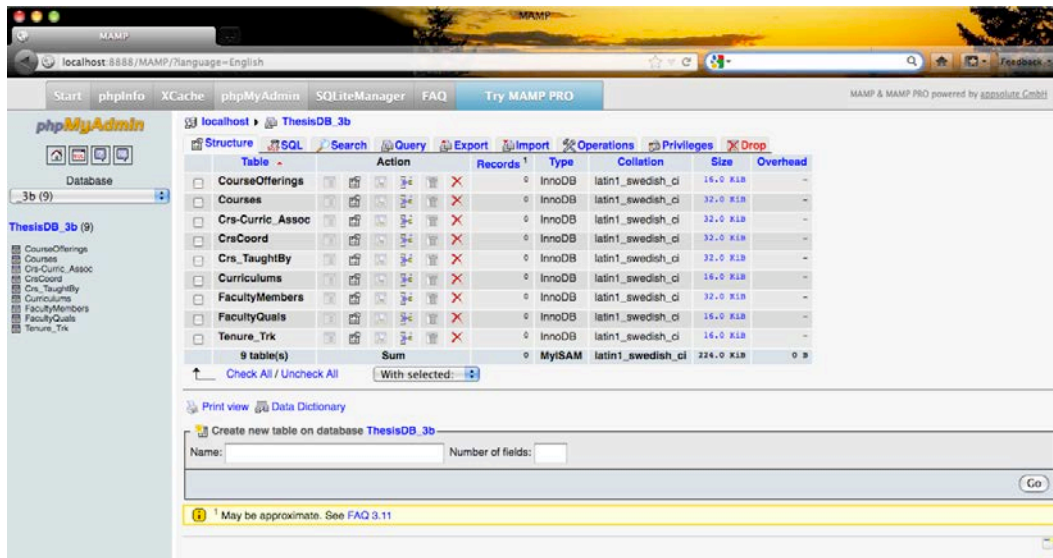 MAMP
MAMP
localhost:8888/MAMP/?language=English
Feedback
Start phpInfo XCache phpMyAdmin SQLiteManager FAQ Try MAMP PRO
MAMP & MAMP PRO powered by appsolute GmbH
phpMyAdmin
Database
_3b (9)
ThesisDB_3b (9)
CourseOfferings
Courses
Crs-Curric_Assoc
CrsCoord
Crs_TaughtBy
Curriculums
FacultyMembers
FacultyQuals
Tenure_Trk
localhost ▸ ThesisDB_3b
Structure SQL Search Query Export Import Operations Privileges Drop
Table Action Records 1 Type Collation Size Overhead
CourseOfferings 0 InnoDB latin1_swedish_ci 16.0 KiB -
Courses 0 InnoDB latin1_swedish_ci 32.0 KiB -
Crs-Curric_Assoc 0 InnoDB latin1_swedish_ci 32.0 KiB -
CrsCoord 0 InnoDB latin1_swedish_ci 32.0 KiB -
Crs_TaughtBy 0 InnoDB latin1_swedish_ci 32.0 KiB -
Curriculums 0 InnoDB latin1_swedish_ci 16.0 KiB -
FacultyMembers 0 InnoDB latin1_swedish_ci 32.0 KiB -
FacultyQuals 0 InnoDB latin1_swedish_ci 16.0 KiB -
Tenure_Trk 0 InnoDB latin1_swedish_ci 16.0 KiB -
9 table(s) Sum 0 MyISAM latin1_swedish_ci 224.0 KiB 0 B
Check All / Uncheck All With selected:
Print view Data Dictionary
Create new table on database ThesisDB_3b
Name: Number of fields:
Go
1 May be approximate. See FAQ 3.11